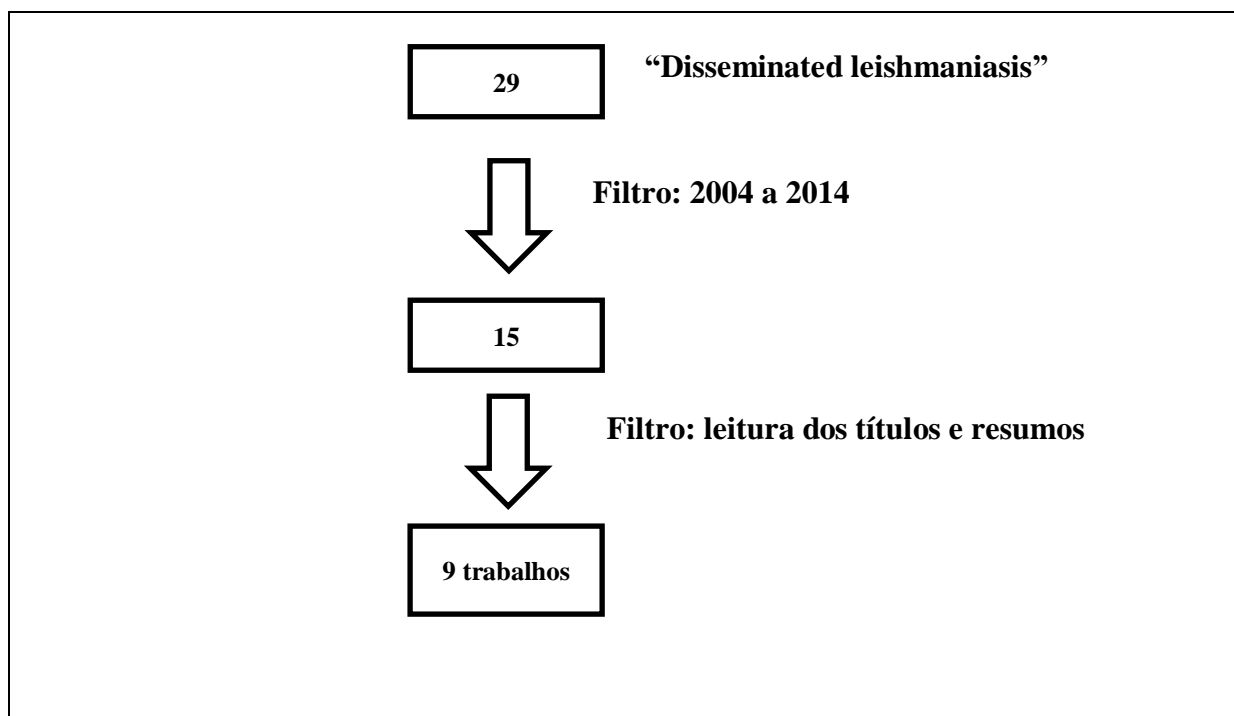 29
“Disseminated leishmaniasis”
Filtro: 2004 a 2014
15
Filtro: leitura dos títulos e resumos
9 trabalhos